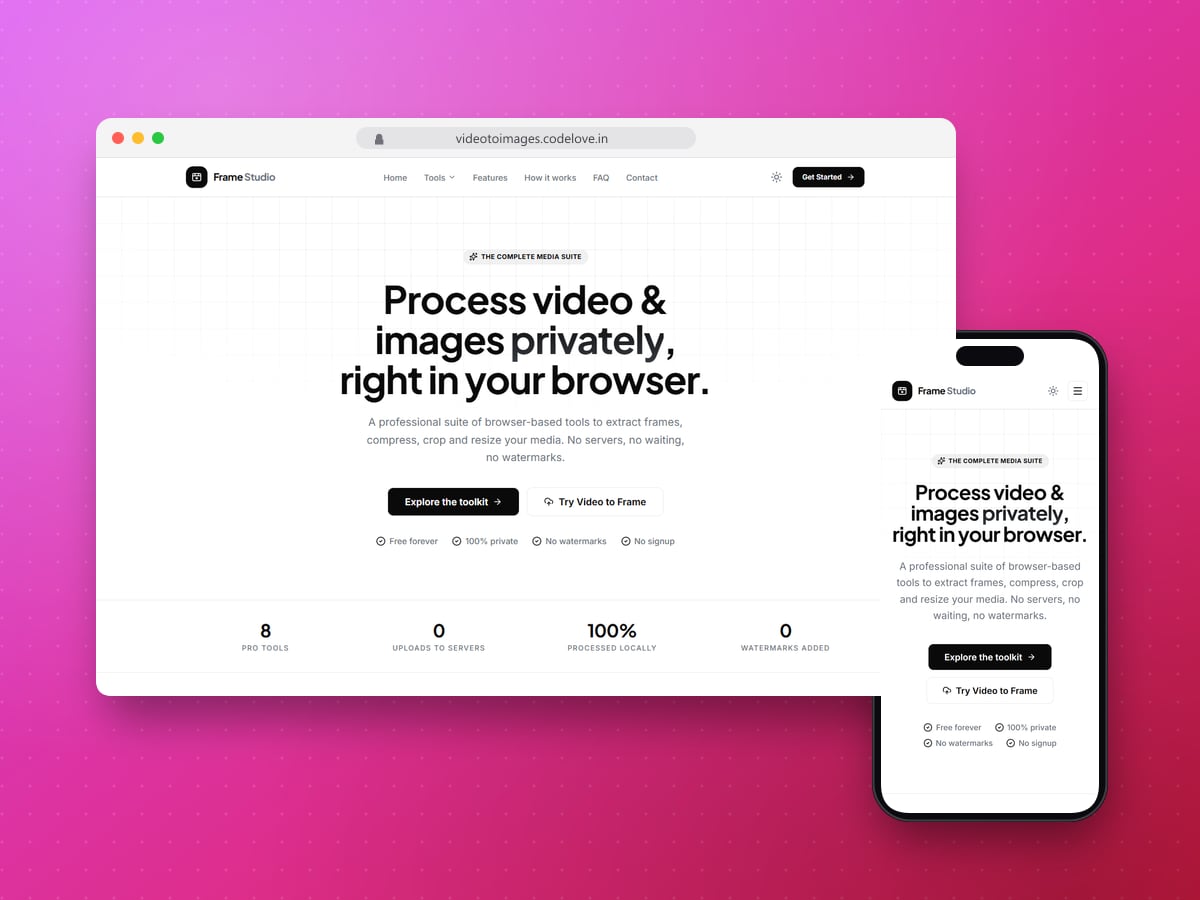 videotoimages.codelove.in
Frame Studio
Home
Tools
Features
How it works
FAQ
Contact
Get Started
THE COMPLETE MEDIA SUITE
Process video &
images privately,
right in your browser.
A professional suite of browser-based tools to extract frames,
compress, crop and resize your media. No servers, no waiting,
no watermarks.
Explore the toolkit
Try Video to Frame
Free forever
100% private
No watermarks
No signup
8
PRO TOOLS
0
UPLOADS TO SERVERS
100%
PROCESSED LOCALLY
0
WATERMARKS ADDED
Frame Studio
THE COMPLETE MEDIA SUITE
Process video &
images privately,
right in your browser.
A professional suite of browser-based
tools to extract frames, compress, crop
and resize your media. No servers, no
waiting, no watermarks.
Explore the toolkit
Try Video to Frame
Free forever
100% private
No watermarks
No signup